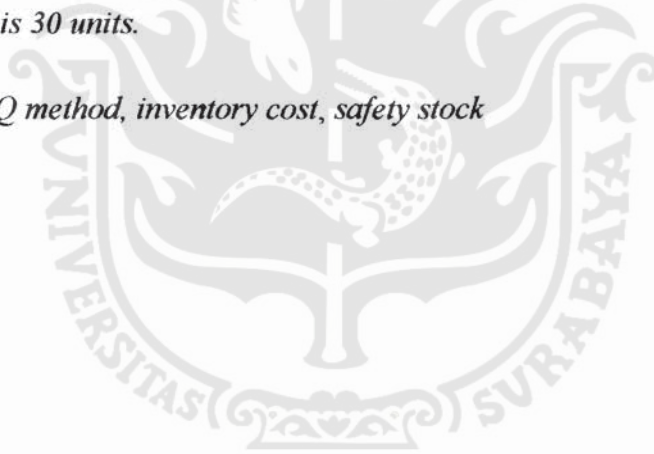 is 30 units.
Q method, inventory cost, safety stock
UNIVERSITAS SURABAYA